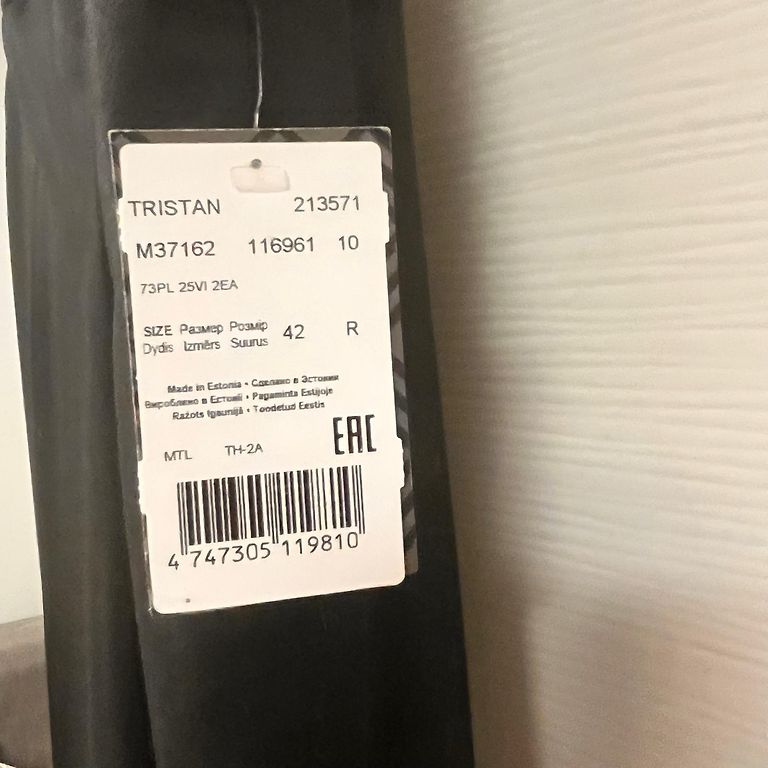 TRISTAN 213571
M37162 116961 10
73PL 25VI 2EA
SIZE Размер Розмір 42 R
Dydis Izmērs Suurus
Made in Estonia • Сделано в Эстонии
Вироблено в Естонії • Pagaminta Estijoje
Ražots Igaunijā • Toodetud Eestis
EAC
MTL TH-2A
4 747305 119810